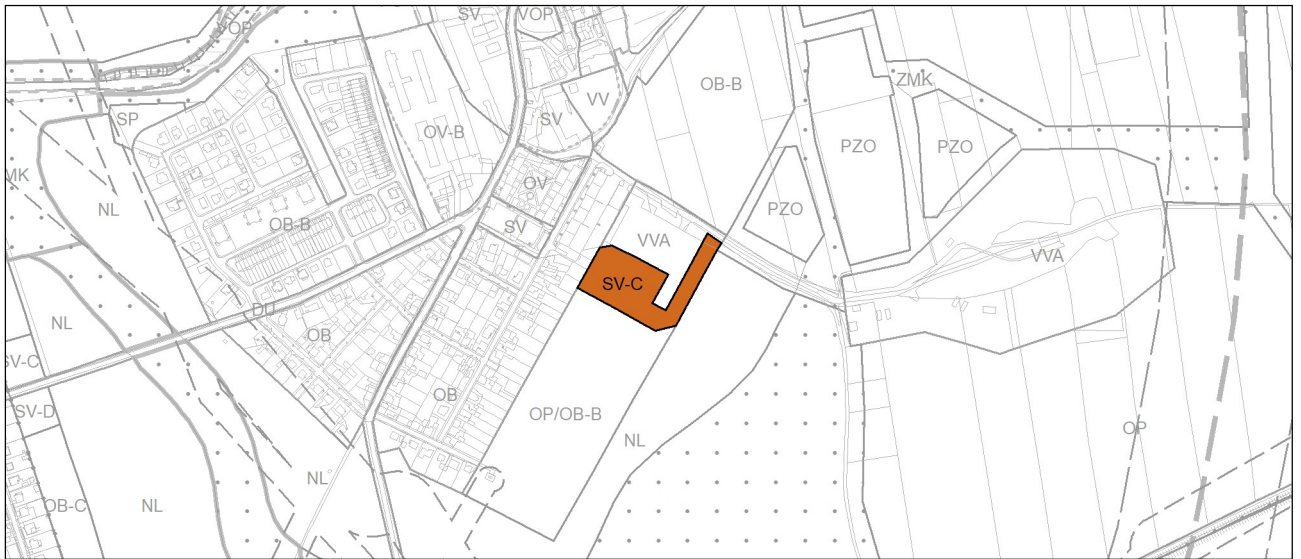 SV
VOP
VOP
OB-B
ZMK
VV
SP
OV-B
SV
PZO
PZO
MK
OV
NL
PZO
OB-B
SV
VVA
VVA
SV-C
DU
NL
OB
SV-C
OB
SV-D
OP/OB-B
NL
OP
NL
OB-C
NL